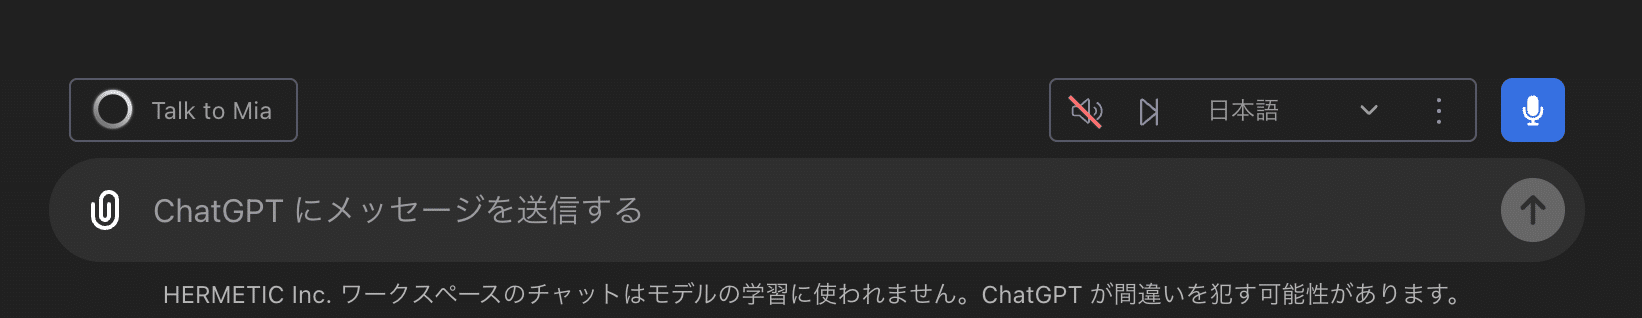 Talk to Mia
日本語
ChatGPT にメッセージを送信する
HERMETIC Inc. ワークスペースのチャットはモデルの学習に使われません。ChatGPT が間違いを犯す可能性があります。